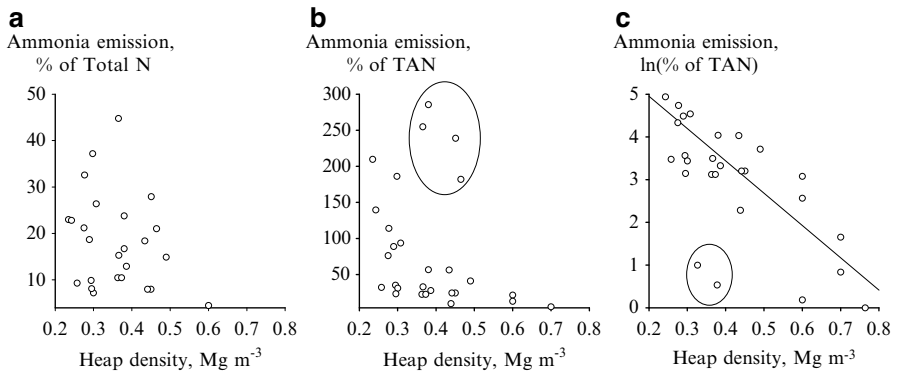 a
Ammonia emission,
% of Total N
50
40
30
20
10
0.2 0.3 0.4 0.5 0.6 0.7 0.8
Heap density, Mg m⁻³
b
Ammonia emission,
% of TAN
300
250
200
150
100
50
0.2 0.3 0.4 0.5 0.6 0.7 0.8
Heap density, Mg m⁻³
c
Ammonia emission,
ln(% of TAN)
5
4
3
2
1
0
0.2 0.3 0.4 0.5 0.6 0.7 0.8
Heap density, Mg m⁻³